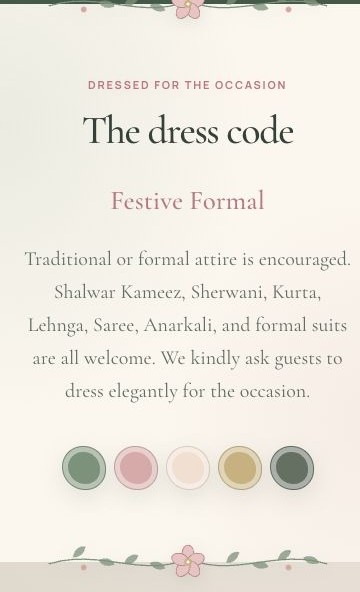 DRESSED FOR THE OCCASION
The dress code
Festive Formal
Traditional or formal attire is encouraged.
Shalwar Kameez, Sherwani, Kurta,
Lehnga, Saree, Anarkali, and formal suits
are all welcome. We kindly ask guests to
dress elegantly for the occasion.